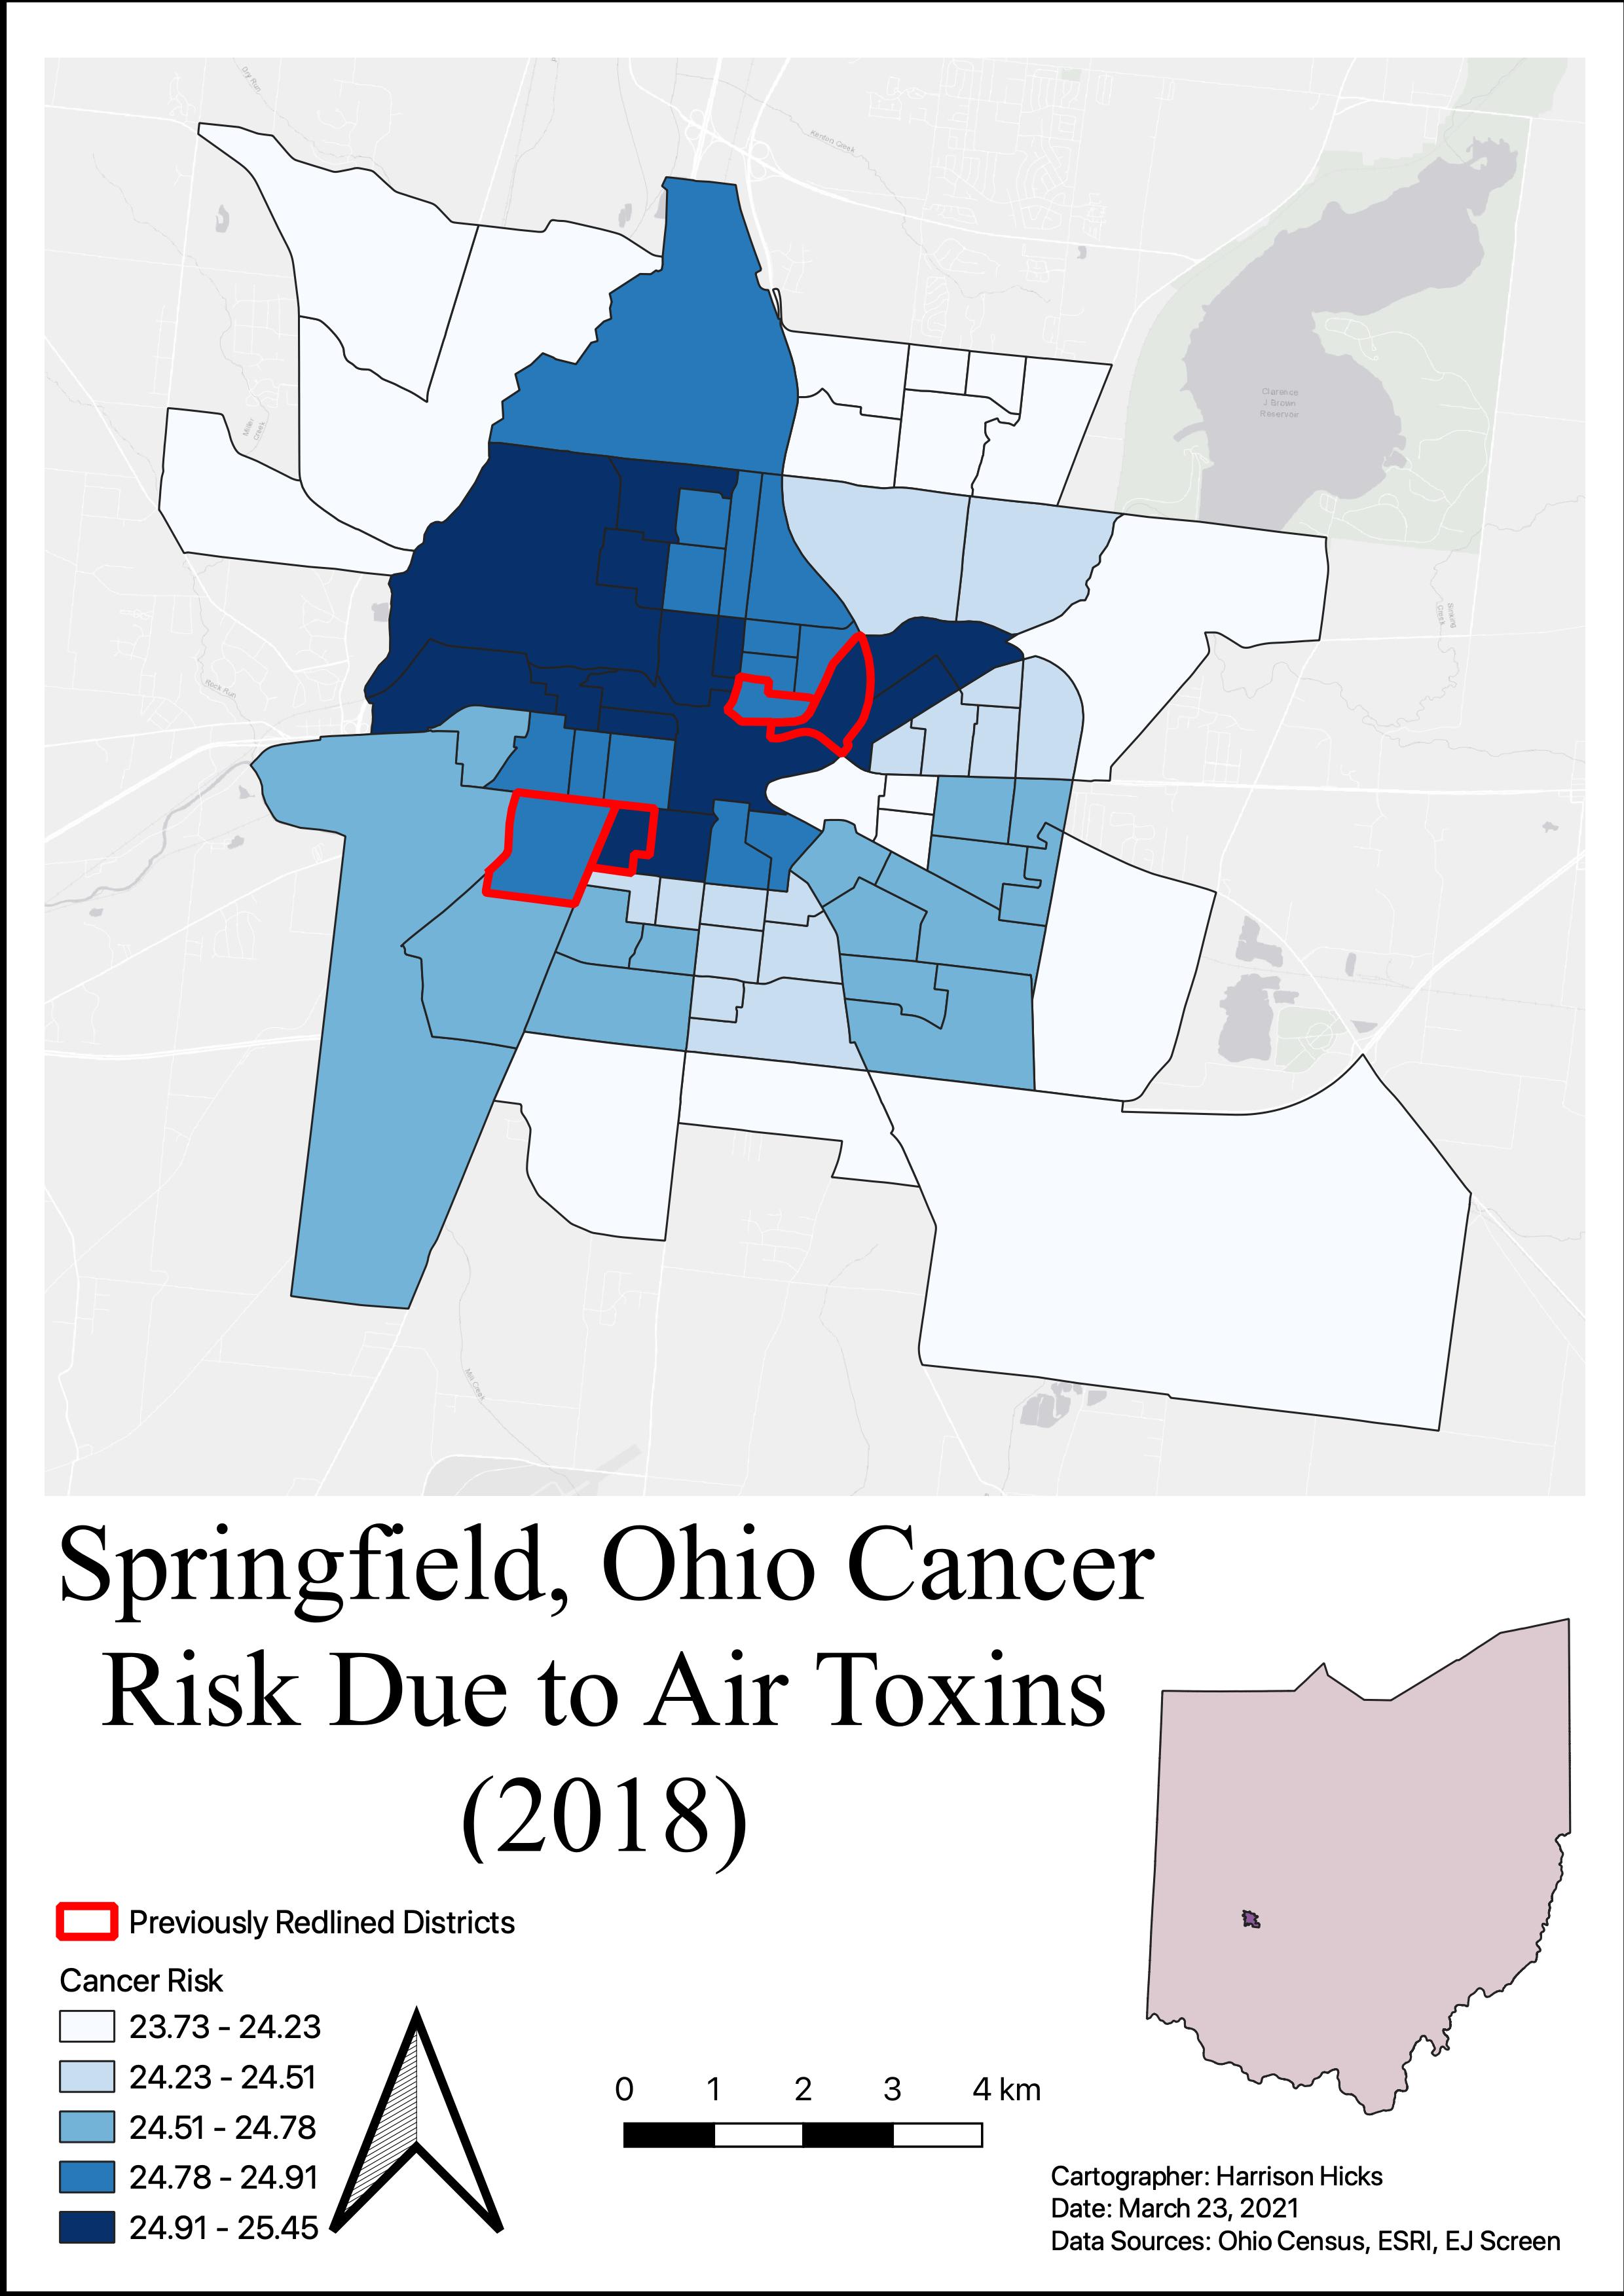 Dry Run
Kenton Creek
Clarence
J Brown
Reservoir
Miller
Creek
Sinking
Creek
Rock Run
Mill Creek
Springfield, Ohio Cancer
Risk Due to Air Toxins
(2018)
Previously Redlined Districts
Cancer Risk
23.73 - 24.23
24.23 - 24.51
24.51 - 24.78
24.78 - 24.91
24.91 - 25.45
0 1 2 3 4 km
Cartographer: Harrison Hicks
Date: March 23, 2021
Data Sources: Ohio Census, ESRI, EJ Screen